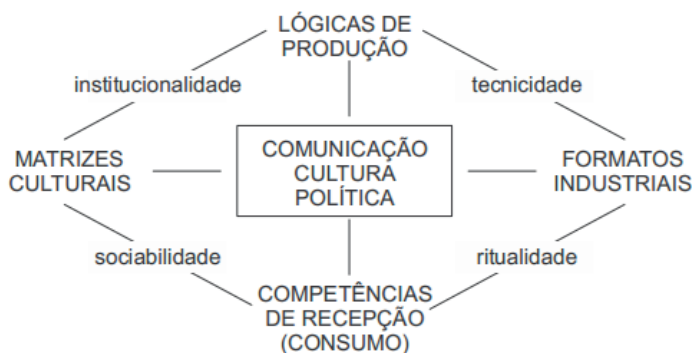 LÓGICAS DE
PRODUÇÃO
institucionalidade
tecnicidade
MATRIZES
CULTURAIS
COMUNICAÇÃO
CULTURA
POLÍTICA
FORMATOS
INDUSTRIAIS
sociabilidade
ritualidade
COMPETÊNCIAS
DE RECEPÇÃO
(CONSUMO)